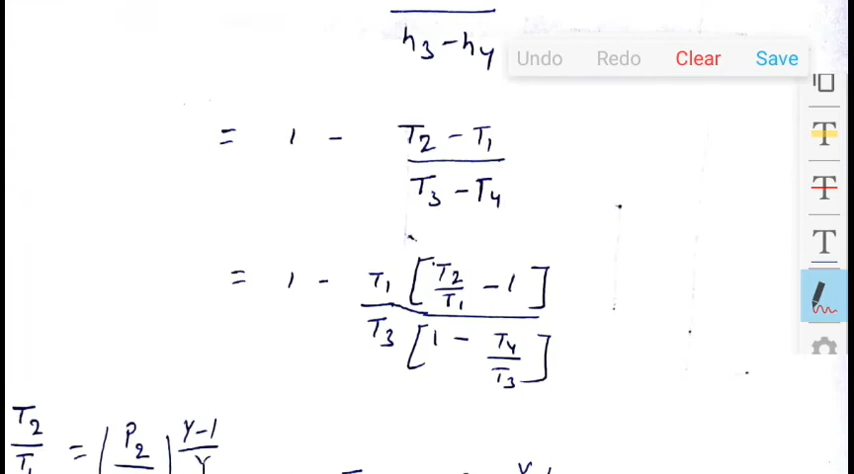 h3 - h4
Undo Redo Clear Save
= 1 - (T2 - T1) / (T3 - T4)
= 1 - T1 [T2/T1 - 1] / T3 [1 - T4/T3]
T2/T1 = (P2 / ) γ-1/γ
T
T
T